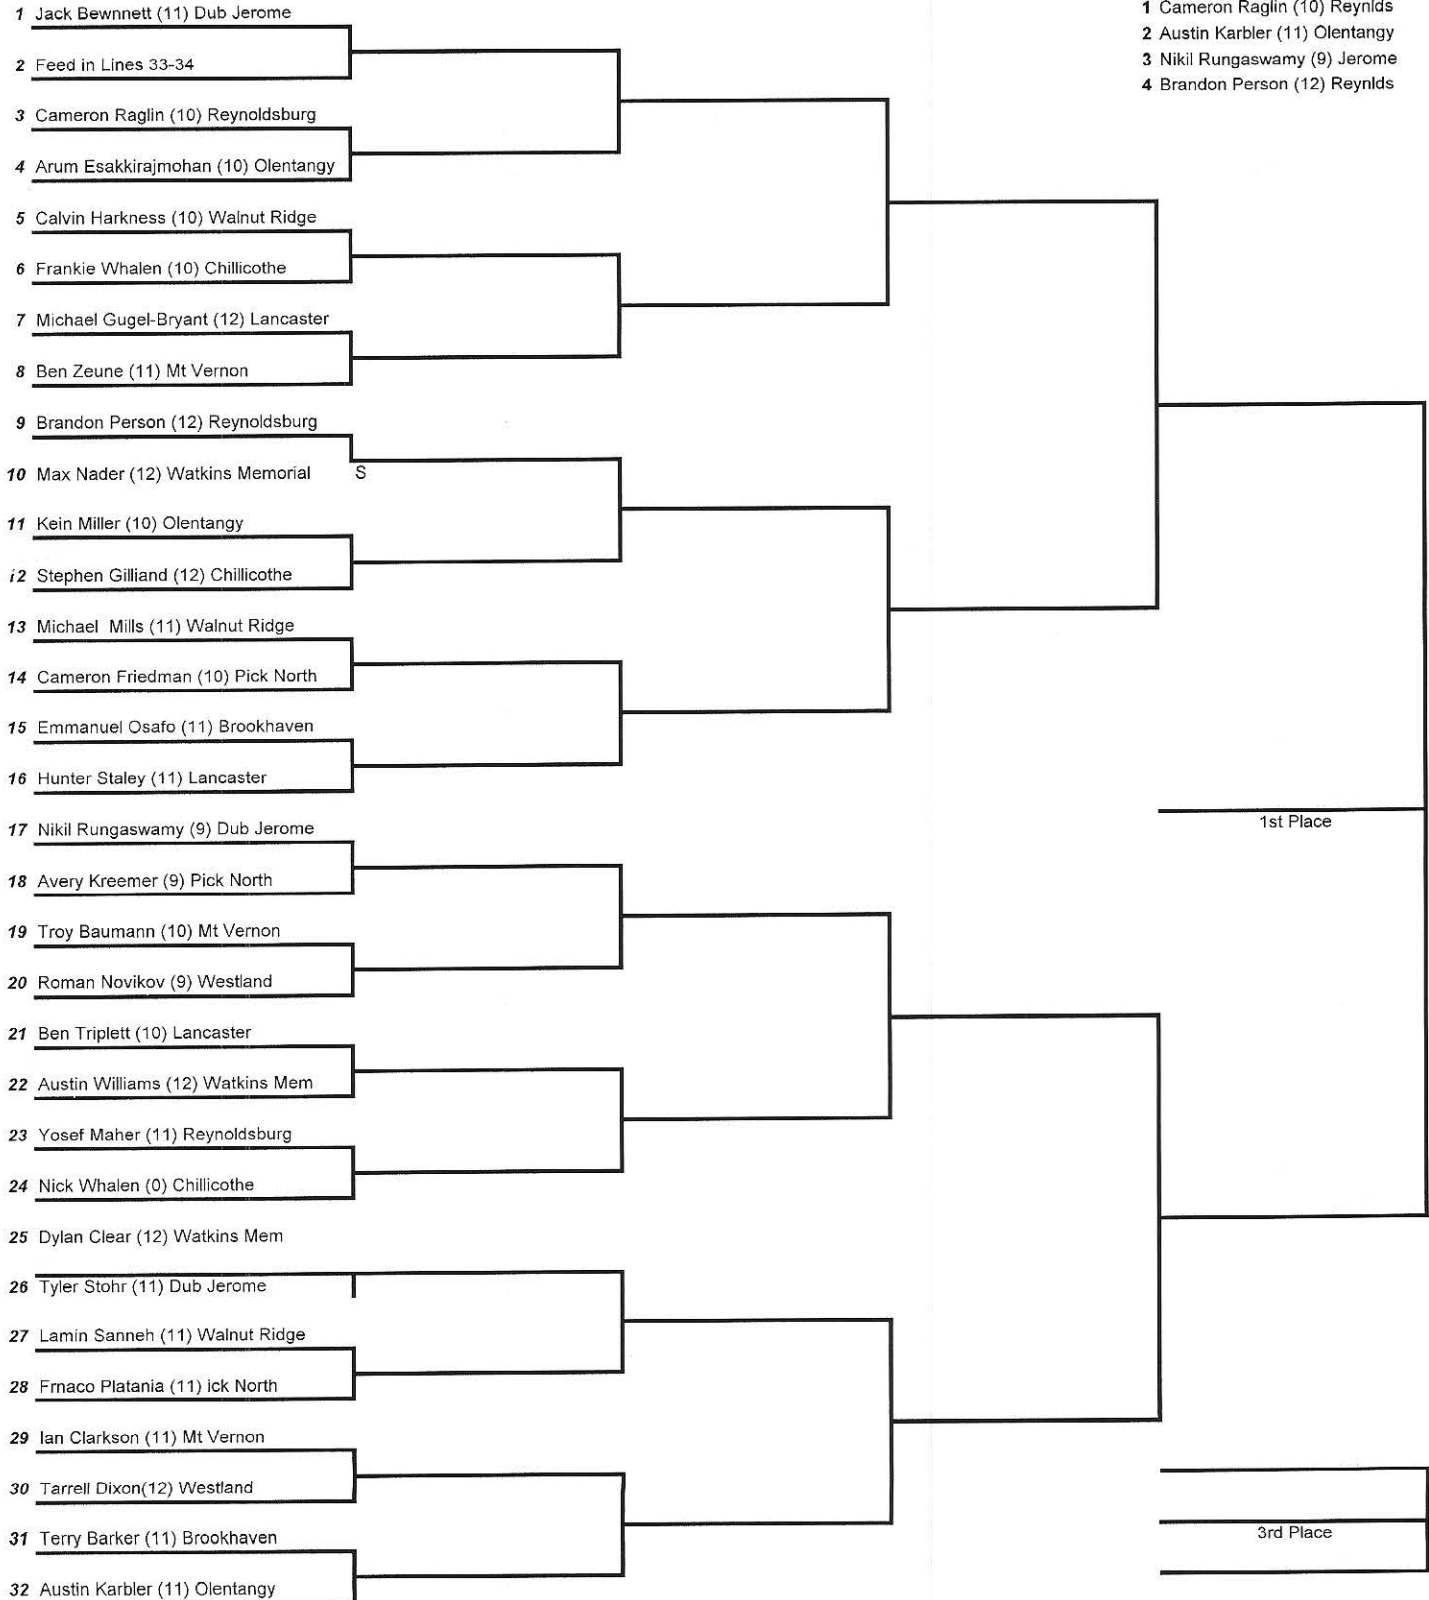 1 Jack Bewnnett (11) Dub Jerome
1 Cameron Raglin (10) Reynlds
2 Austin Karbler (11) Olentangy
3 Nikil Rungaswamy (9) Jerome
4 Brandon Person (12) Reynlds
2 Feed in Lines 33-34
3 Cameron Raglin (10) Reynoldsburg
4 Arum Esakkirajmohan (10) Olentangy
5 Calvin Harkness (10) Walnut Ridge
6 Frankie Whalen (10) Chillicothe
7 Michael Gugel-Bryant (12) Lancaster
8 Ben Zeune (11) Mt Vernon
9 Brandon Person (12) Reynoldsburg
10 Max Nader (12) Watkins Memorial S
11 Kein Miller (10) Olentangy
12 Stephen Gilliand (12) Chillicothe
13 Michael Mills (11) Walnut Ridge
14 Cameron Friedman (10) Pick North
15 Emmanuel Osafo (11) Brookhaven
16 Hunter Staley (11) Lancaster
17 Nikil Rungaswamy (9) Dub Jerome
1st Place
18 Avery Kreemer (9) Pick North
19 Troy Baumann (10) Mt Vernon
20 Roman Novikov (9) Westland
21 Ben Triplett (10) Lancaster
22 Austin Williams (12) Watkins Mem
23 Yosef Maher (11) Reynoldsburg
24 Nick Whalen (0) Chillicothe
25 Dylan Clear (12) Watkins Mem
26 Tyler Stohr (11) Dub Jerome
27 Lamin Sanneh (11) Walnut Ridge
28 Frnaco Platania (11) ick North
29 Ian Clarkson (11) Mt Vernon
30 Tarrell Dixon(12) Westland
31 Terry Barker (11) Brookhaven
3rd Place
32 Austin Karbler (11) Olentangy